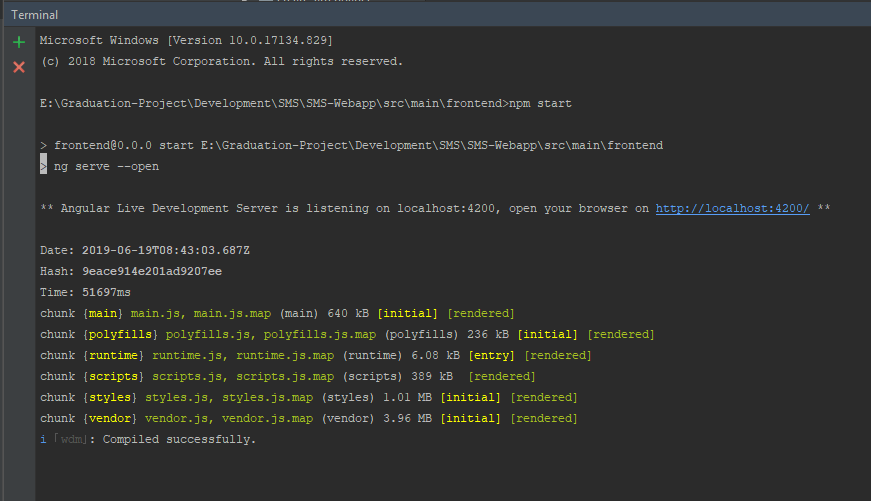 Terminal
Microsoft Windows [Version 10.0.17134.829]
(c) 2018 Microsoft Corporation. All rights reserved.
E:\Graduation-Project\Development\SMS\SMS-Webapp\src\main\frontend>npm start
> frontend@0.0.0 start E:\Graduation-Project\Development\SMS\SMS-Webapp\src\main\frontend
> ng serve --open
** Angular Live Development Server is listening on localhost:4200, open your browser on http://localhost:4200/ **
Date: 2019-06-19T08:43:03.687Z
Hash: 9eace914e201ad9207ee
Time: 51697ms
chunk {main} main.js, main.js.map (main) 640 kB [initial] [rendered]
chunk {polyfills} polyfills.js, polyfills.js.map (polyfills) 236 kB [initial] [rendered]
chunk {runtime} runtime.js, runtime.js.map (runtime) 6.08 kB [entry] [rendered]
chunk {scripts} scripts.js, scripts.js.map (scripts) 389 kB  [rendered]
chunk {styles} styles.js, styles.js.map (styles) 1.01 MB [initial] [rendered]
chunk {vendor} vendor.js, vendor.js.map (vendor) 3.96 MB [initial] [rendered]
i ｢wdm｣: Compiled successfully.